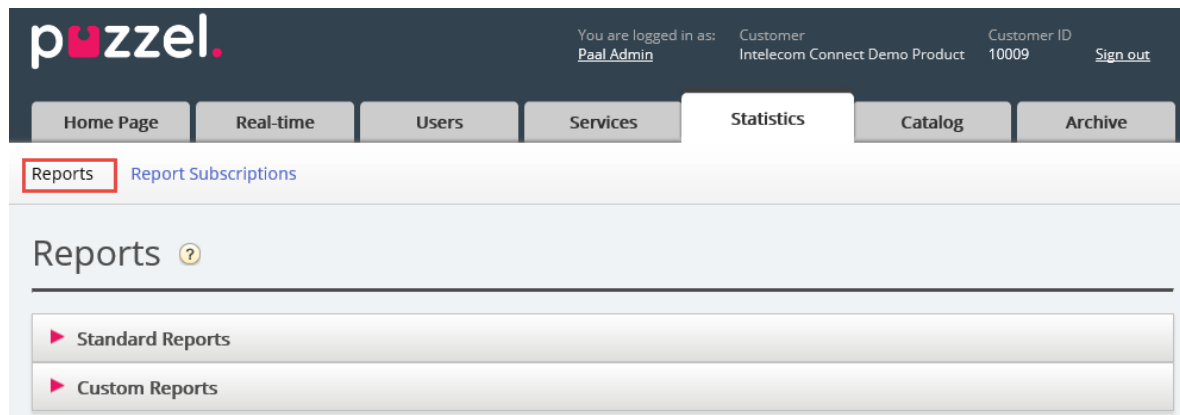 puzzel.
You are logged in as: Customer Customer ID
Paal Admin Intelecom Connect Demo Product 10009 Sign out
Home Page Real-time Users Services Statistics Catalog Archive
Reports Report Subscriptions
Reports ?
Standard Reports
Custom Reports